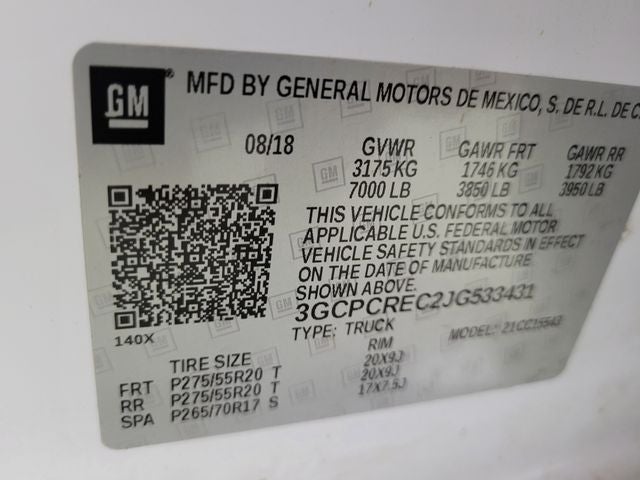 GM ® MFD BY GENERAL MOTORS DE MEXICO, S. DE R.L. DE C.
08/18 GVWR GAWR FRT GAWR RR
3175 KG 1746 KG 1792 KG
7000 LB 3850 LB 3950 LB
THIS VEHICLE CONFORMS TO ALL
APPLICABLE U.S. FEDERAL MOTOR
VEHICLE SAFETY STANDARDS IN EFFECT
ON THE DATE OF MANUFACTURE
SHOWN ABOVE.
3GCPCREC2JG533431
140X TYPE: TRUCK MODEL: 21CC15543
TIRE SIZE RIM
FRT P275/55R20 T 20X9J
RR P275/55R20 T 20X9J
SPA P265/70R17 S 17X7.5J